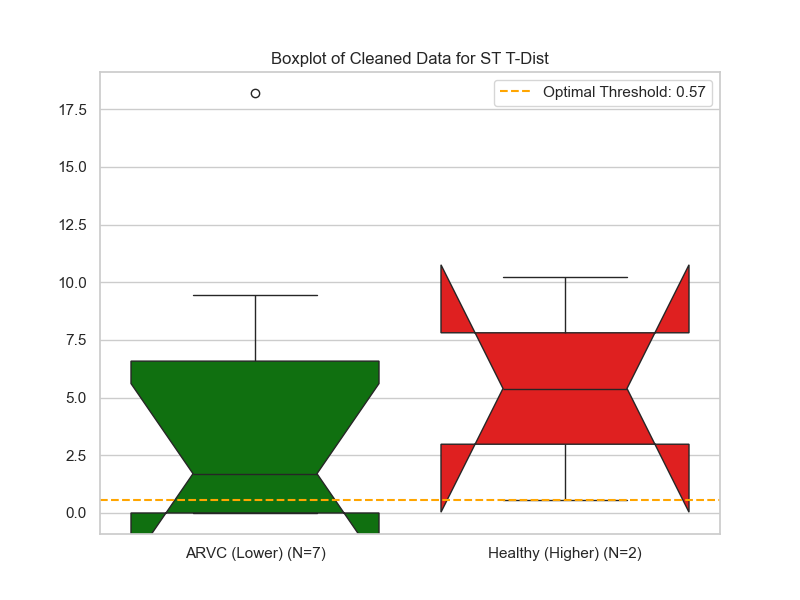 Boxplot of Cleaned Data for ST T-Dist
Optimal Threshold: 0.57
17.5
15.0
12.5
10.0
7.5
5.0
2.5
0.0
ARVC (Lower) (N=7)
Healthy (Higher) (N=2)